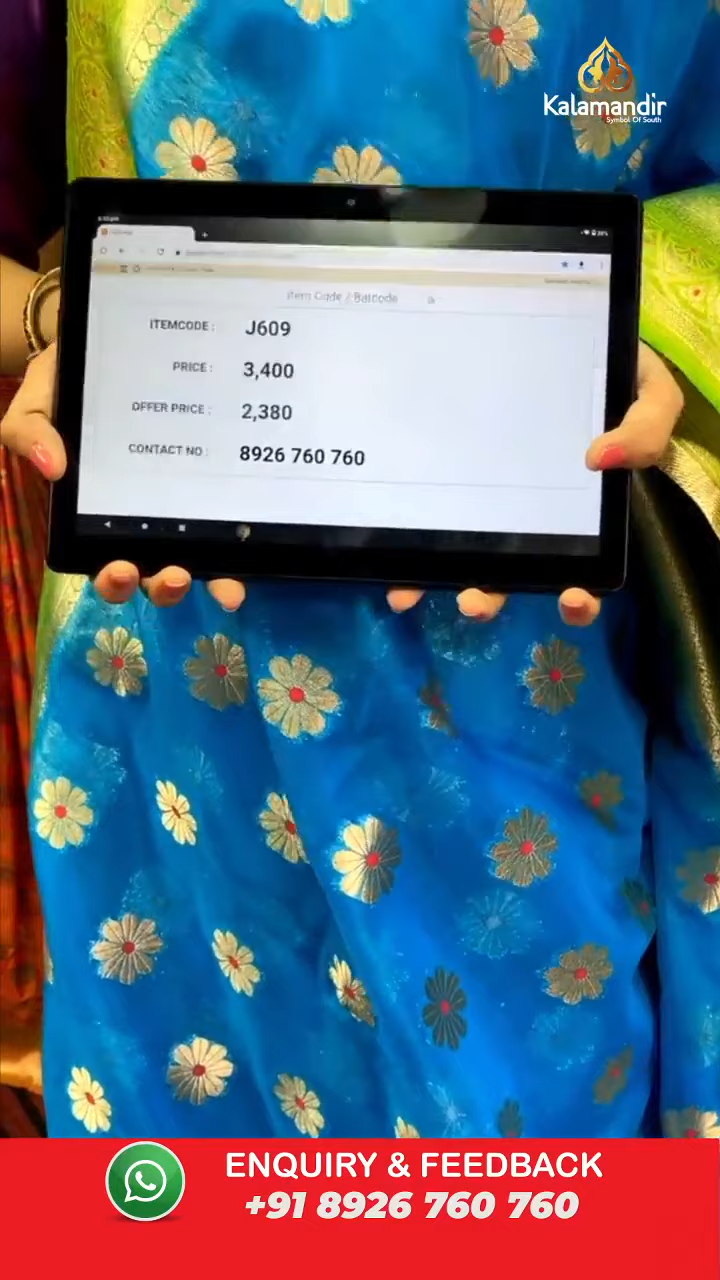 Kalamandir
Symbol Of South
Item Code / Barcode
ITEMCODE : J609
PRICE : 3,400
OFFER PRICE : 2,380
CONTACT NO : 8926 760 760
ENQUIRY & FEEDBACK
+91 8926 760 760